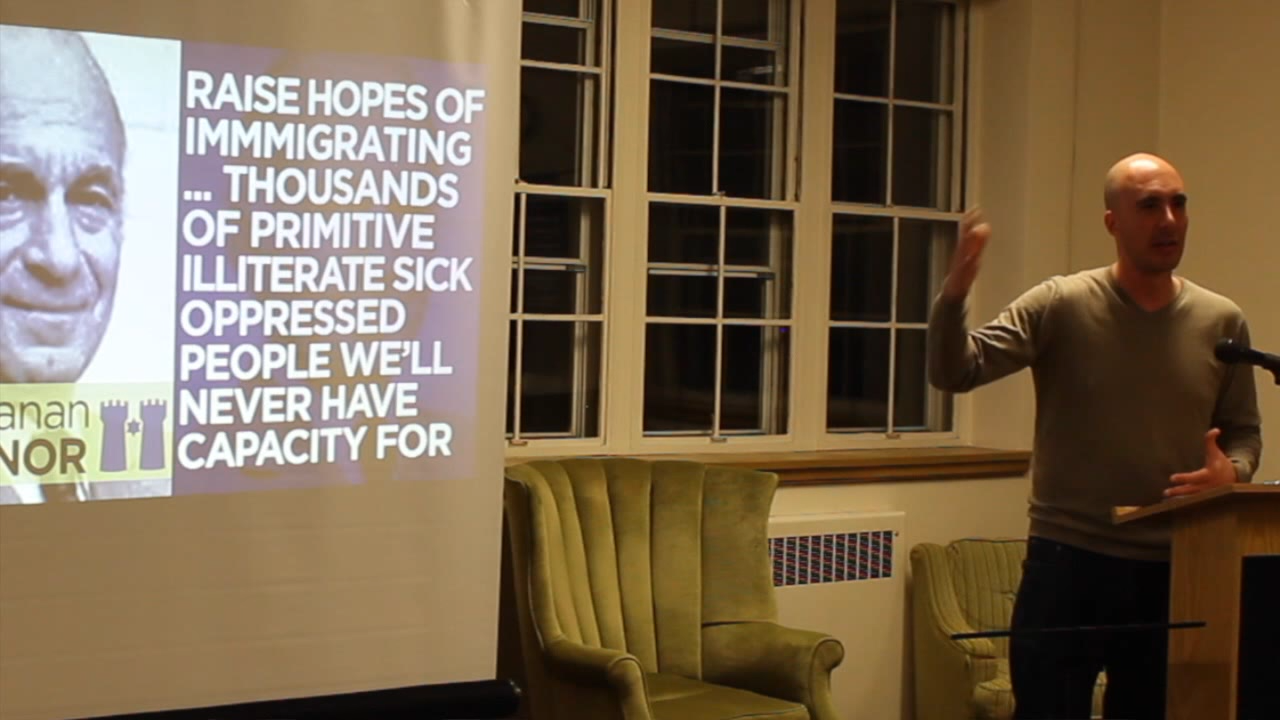 RAISE HOPES OF
IMMMIGRATING
... THOUSANDS
OF PRIMITIVE
ILLITERATE SICK
OPPRESSED
PEOPLE WE'LL
NEVER HAVE
CAPACITY FOR
anan
NOR